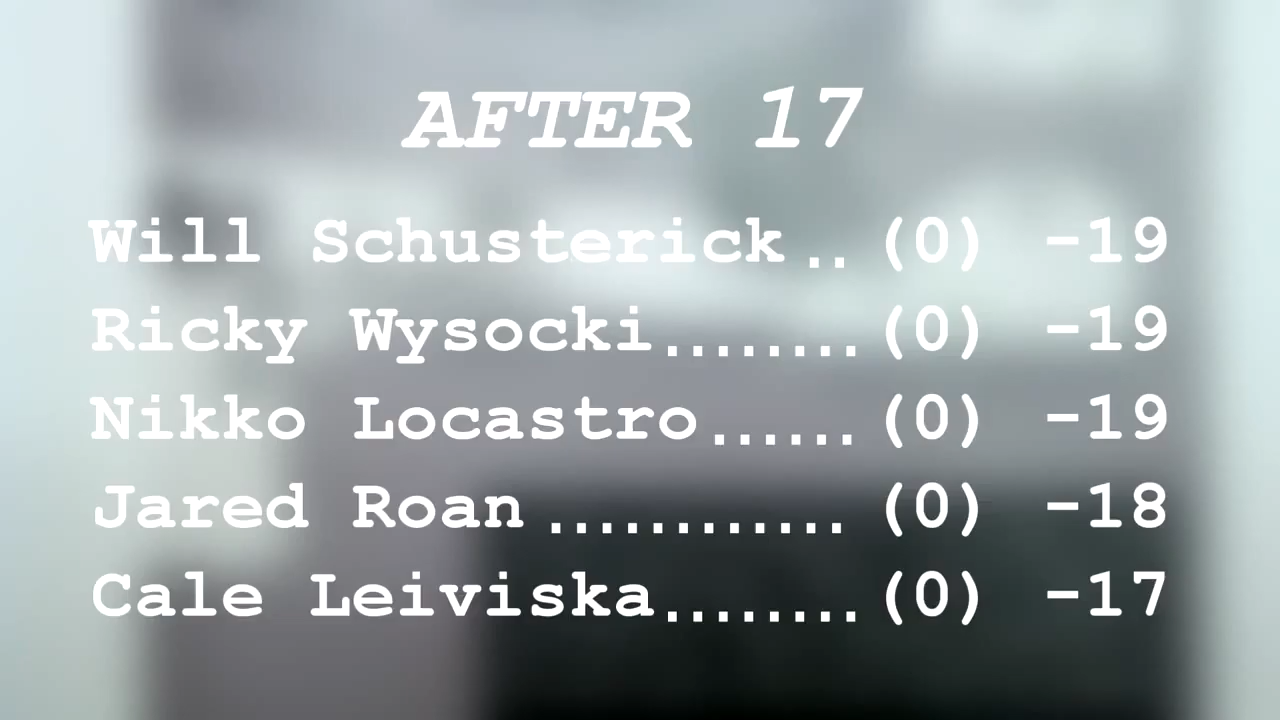 AFTER 17
Will Schusterick .. (0) -19
Ricky Wysocki......... (0) -19
Nikko Locastro....... (0) -19
Jared Roan .............. (0) -18
Cale Leiviska......... (0) -17